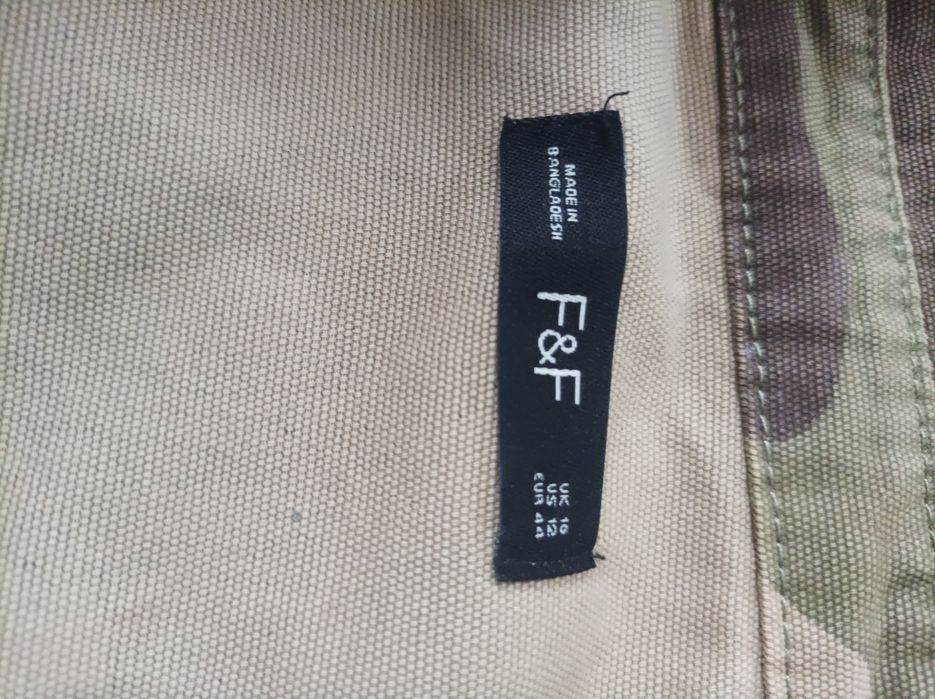 MADE IN
BANGLADESH
F&F
UK 16
US 12
EUR 44